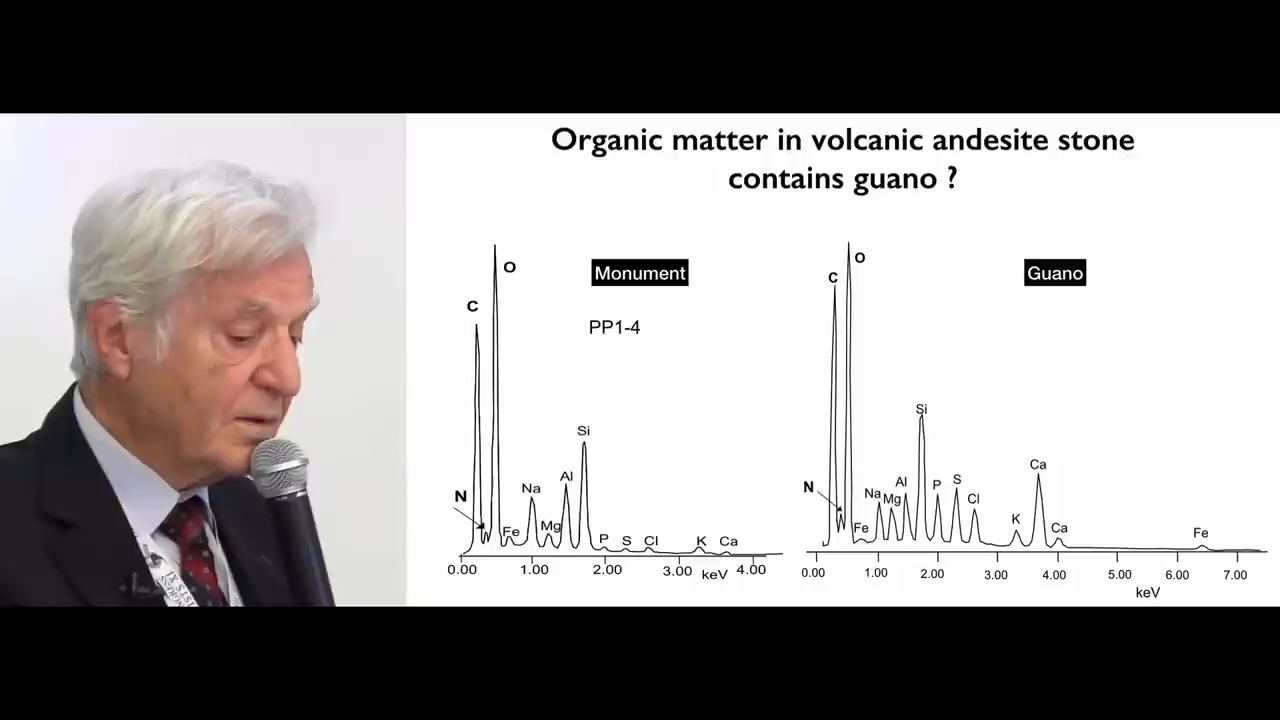 Organic matter in volcanic andesite stone
contains guano ?
Monument
PP1-4
C
O
N
Fe
Na
Mg
Al
Si
P
S
Cl
K
Ca
0.00
1.00
2.00
3.00
4.00
keV
Guano
C
O
N
Fe
Na
Mg
Al
Si
P
S
Cl
K
Ca
Ca
Fe
0.00
1.00
2.00
3.00
4.00
5.00
6.00
7.00
keV